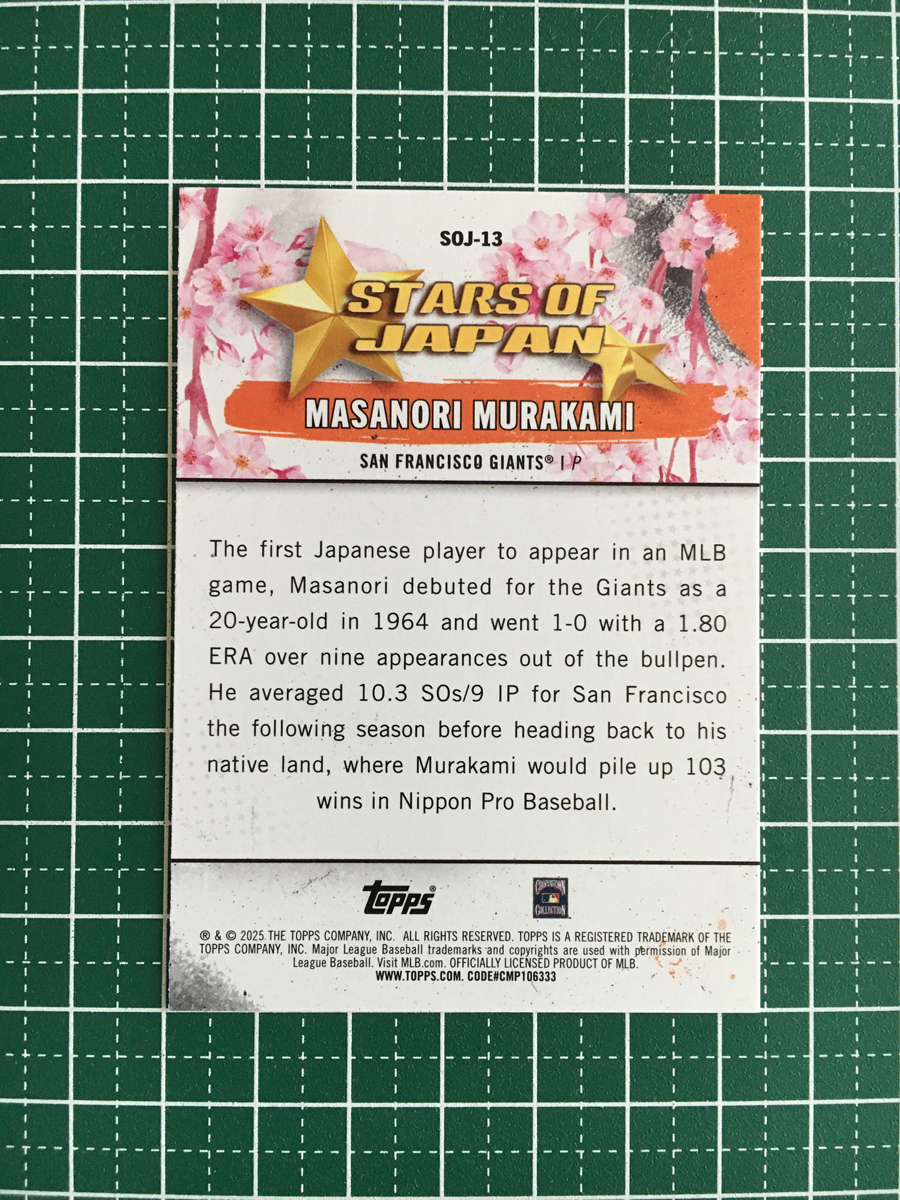 SOJ-13
STARS OF
JAPAN
MASANORI MURAKAMI
SAN FRANCISCO GIANTS® | P
The first Japanese player to appear in an MLB
game, Masanori debuted for the Giants as a
20-year-old in 1964 and went 1-0 with a 1.80
ERA over nine appearances out of the bullpen.
He averaged 10.3 SOs/9 IP for San Francisco
the following season before heading back to his
native land, where Murakami would pile up 103
wins in Nippon Pro Baseball.
topps®
COOPERSTOWN
COLLECTION
® & © 2025 THE TOPPS COMPANY, INC. ALL RIGHTS RESERVED. TOPPS IS A REGISTERED TRADEMARK OF THE
TOPPS COMPANY, INC. Major League Baseball trademarks and copyrights are used with permission of Major
League Baseball. Visit MLB.com. OFFICIALLY LICENSED PRODUCT OF MLB.
WWW.TOPPS.COM. CODE#CMP106333